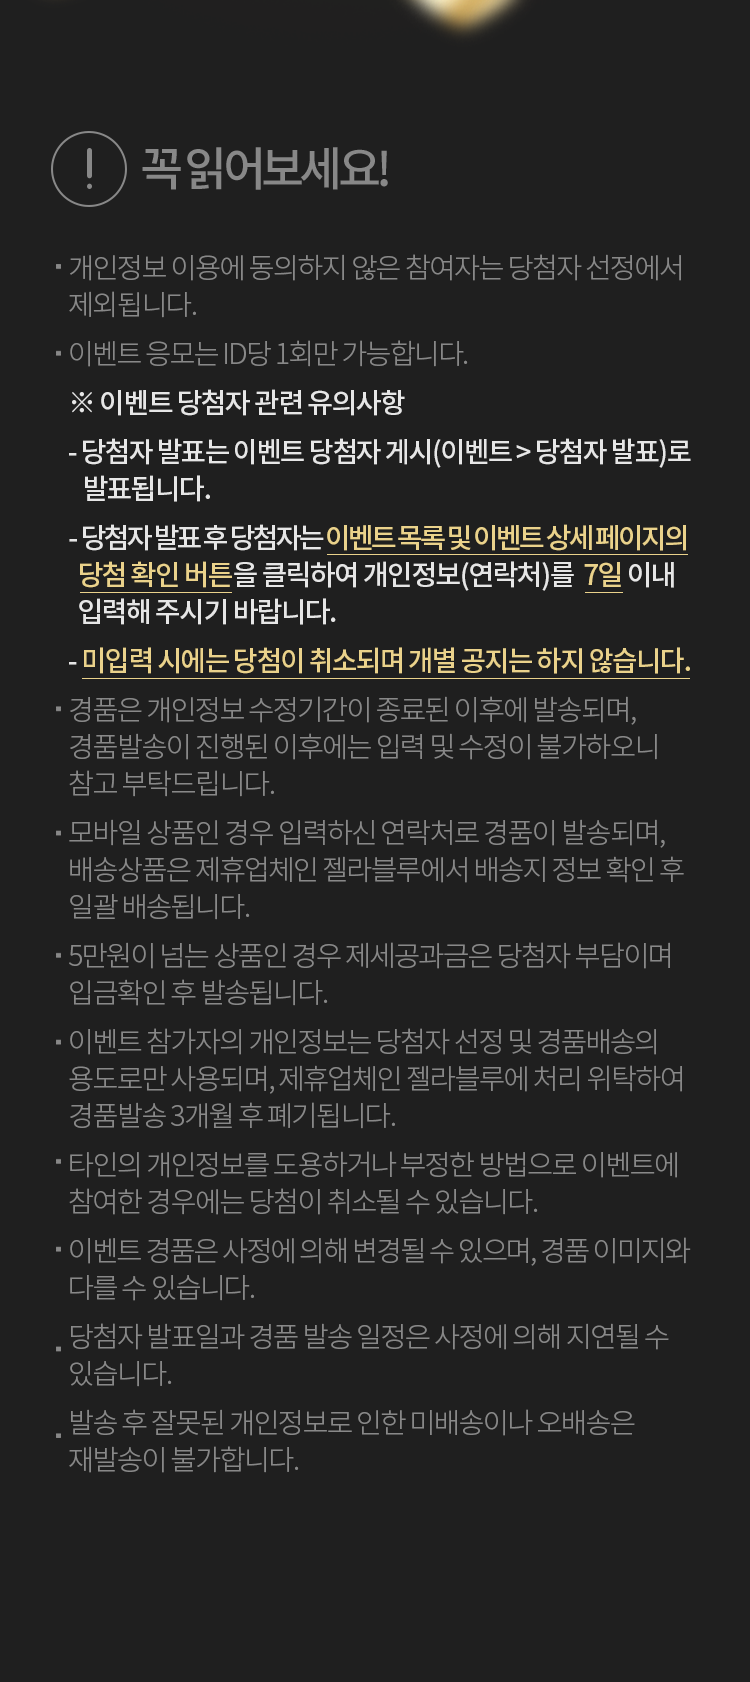 꼭 읽어보세요!
▪ 개인정보 이용에 동의하지 않은 참여자는 당첨자 선정에서
제외됩니다.
▪ 이벤트 응모는 ID당 1회만 가능합니다.
※ 이벤트 당첨자 관련 유의사항
- 당첨자 발표는 이벤트 당첨자 게시(이벤트 > 당첨자 발표)로
발표됩니다.
- 당첨자 발표 후 당첨자는 이벤트 목록 및 이벤트 상세 페이지의
당첨 확인 버튼을 클릭하여 개인정보(연락처)를 7일 이내
입력해 주시기 바랍니다.
- 미입력 시에는 당첨이 취소되며 개별 공지는 하지 않습니다.
▪ 경품은 개인정보 수정기간이 종료된 이후에 발송되며,
경품발송이 진행된 이후에는 입력 및 수정이 불가하오니
참고 부탁드립니다.
▪ 모바일 상품인 경우 입력하신 연락처로 경품이 발송되며,
배송상품은 제휴업체인 젤라블루에서 배송지 정보 확인 후
일괄 배송됩니다.
▪ 5만원이 넘는 상품인 경우 제세공과금은 당첨자 부담이며
입금확인 후 발송됩니다.
▪ 이벤트 참가자의 개인정보는 당첨자 선정 및 경품배송의
용도로만 사용되며, 제휴업체인 젤라블루에 처리 위탁하여
경품발송 3개월 후 폐기됩니다.
▪ 타인의 개인정보를 도용하거나 부정한 방법으로 이벤트에
참여한 경우에는 당첨이 취소될 수 있습니다.
▪ 이벤트 경품은 사정에 의해 변경될 수 있으며, 경품 이미지와
다를 수 있습니다.
▪ 당첨자 발표일과 경품 발송 일정은 사정에 의해 지연될 수
있습니다.
▪ 발송 후 잘못된 개인정보로 인한 미배송이나 오배송은
재발송이 불가합니다.